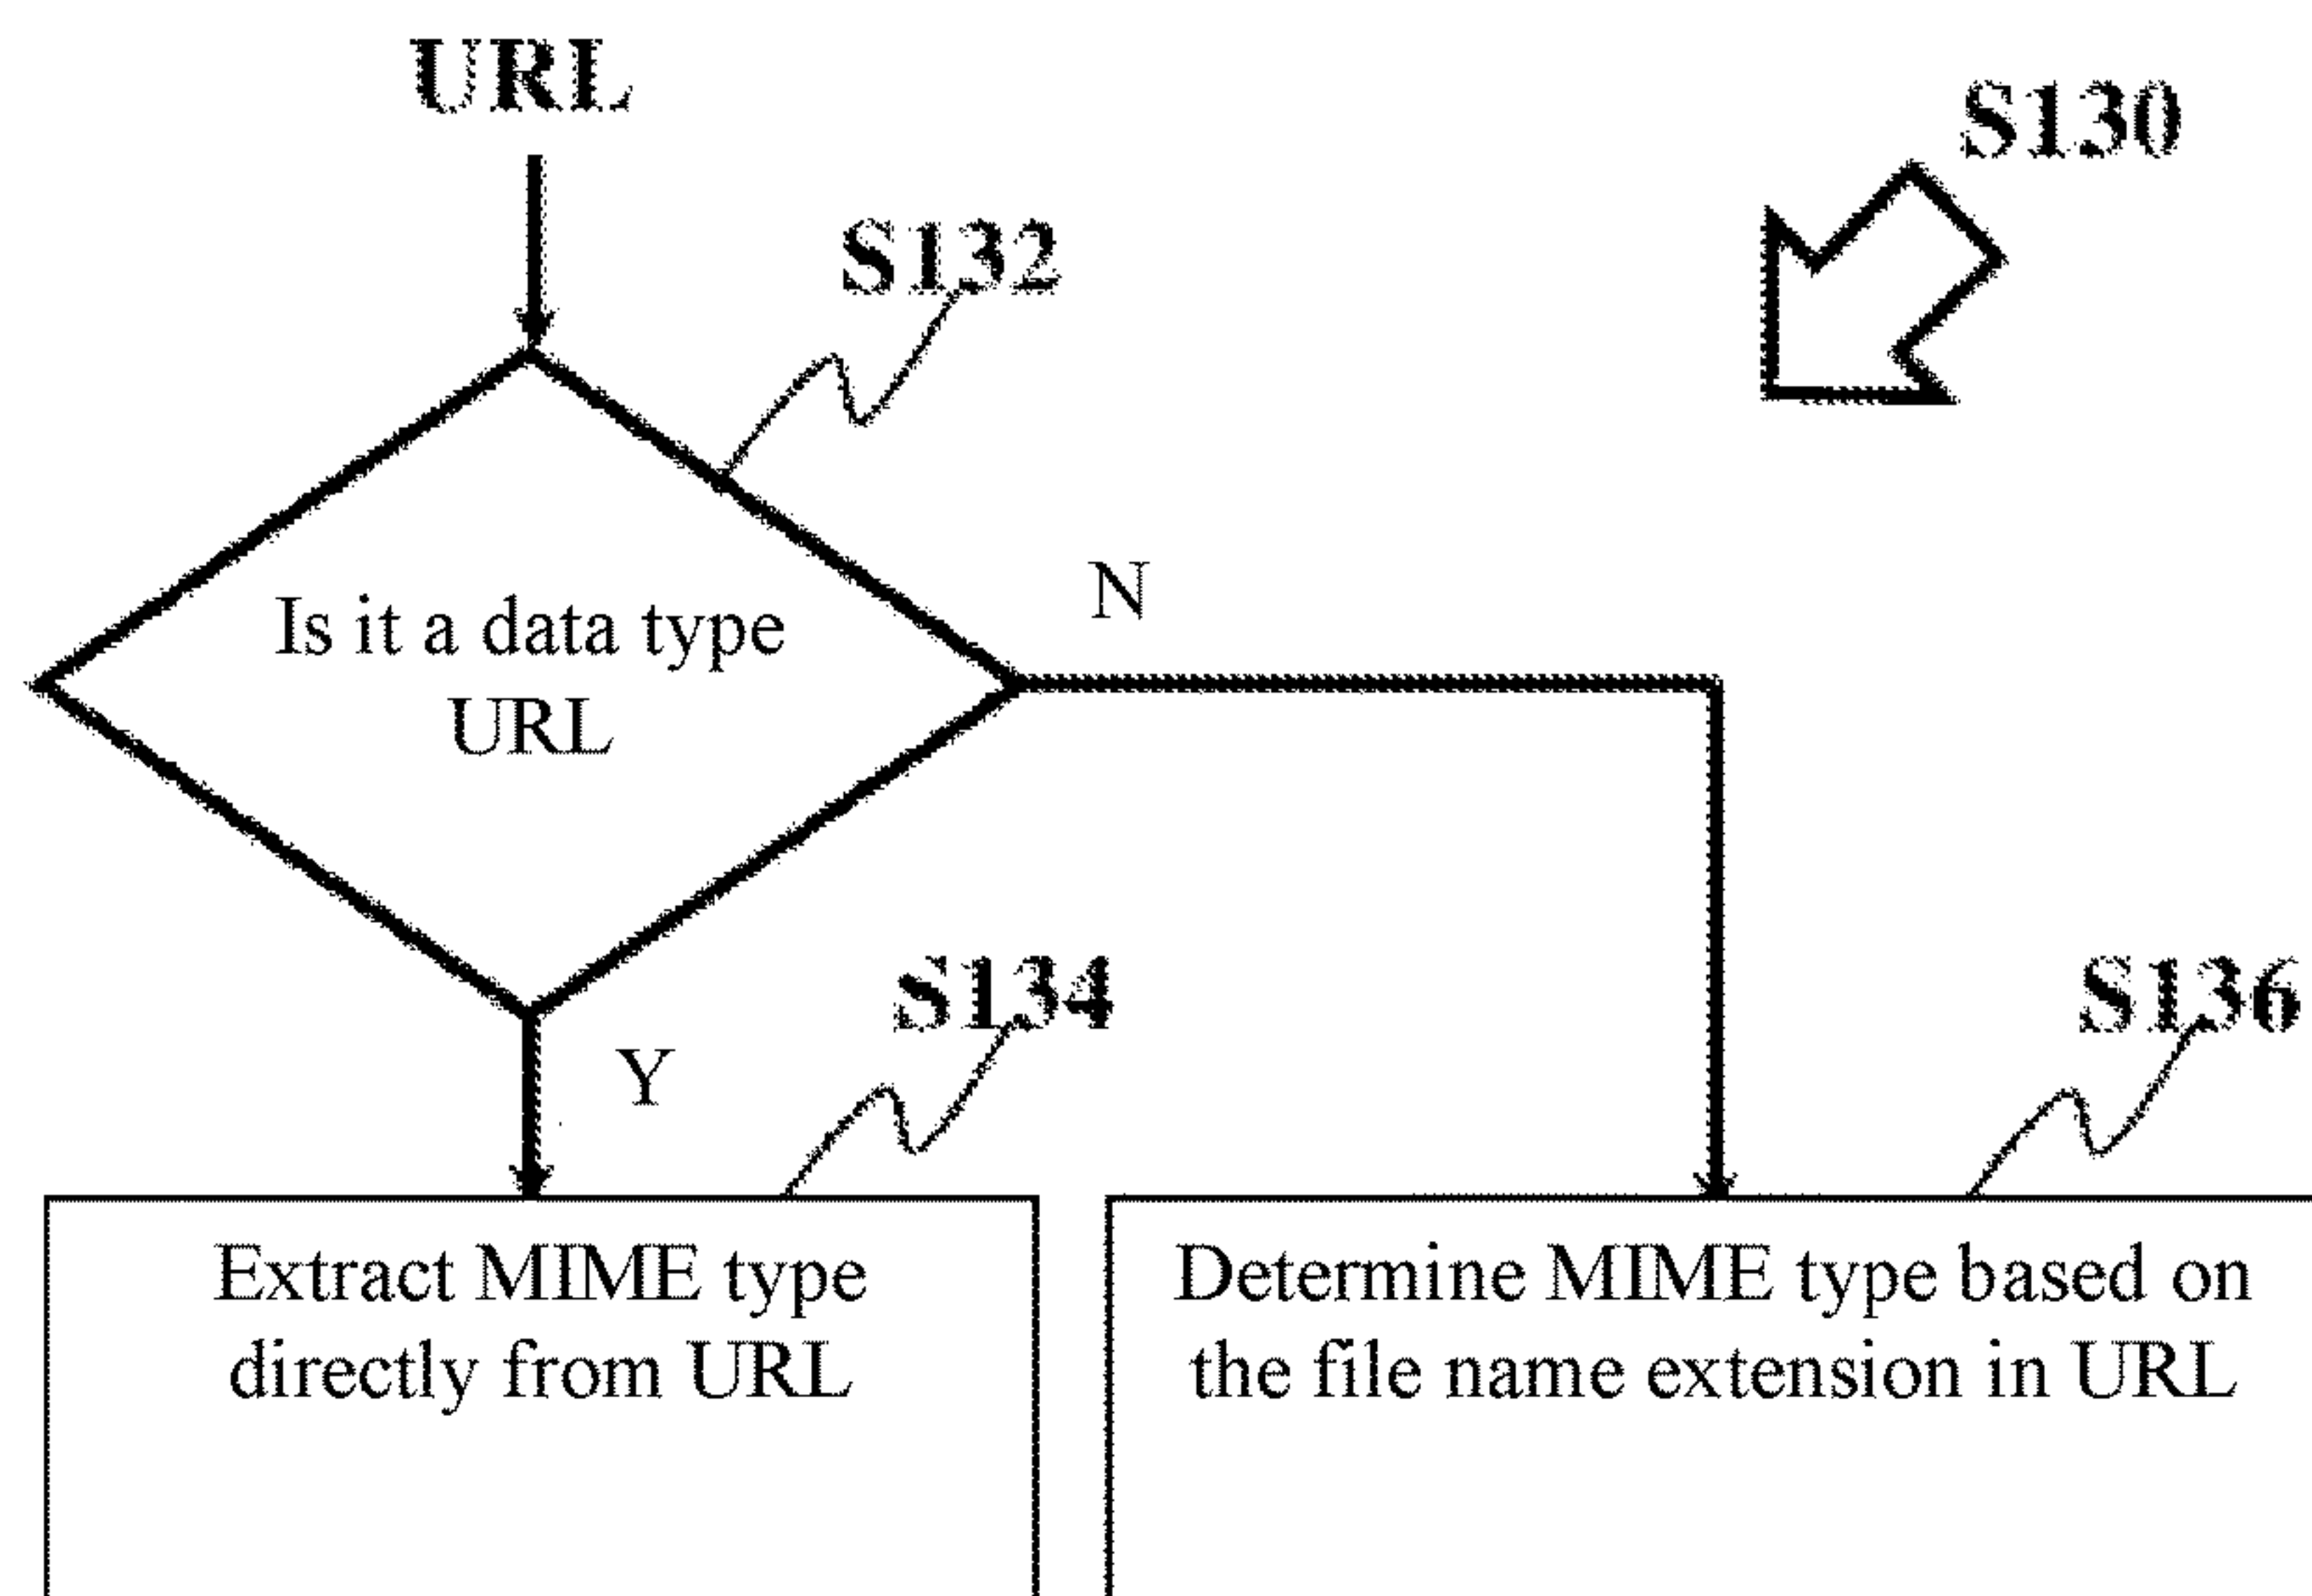 URL
S130
S132
Is it a data type
URL
N
Y
S134
S136
Extract MIME type
directly from URL
Determine MIME type based on
the file name extension in URL